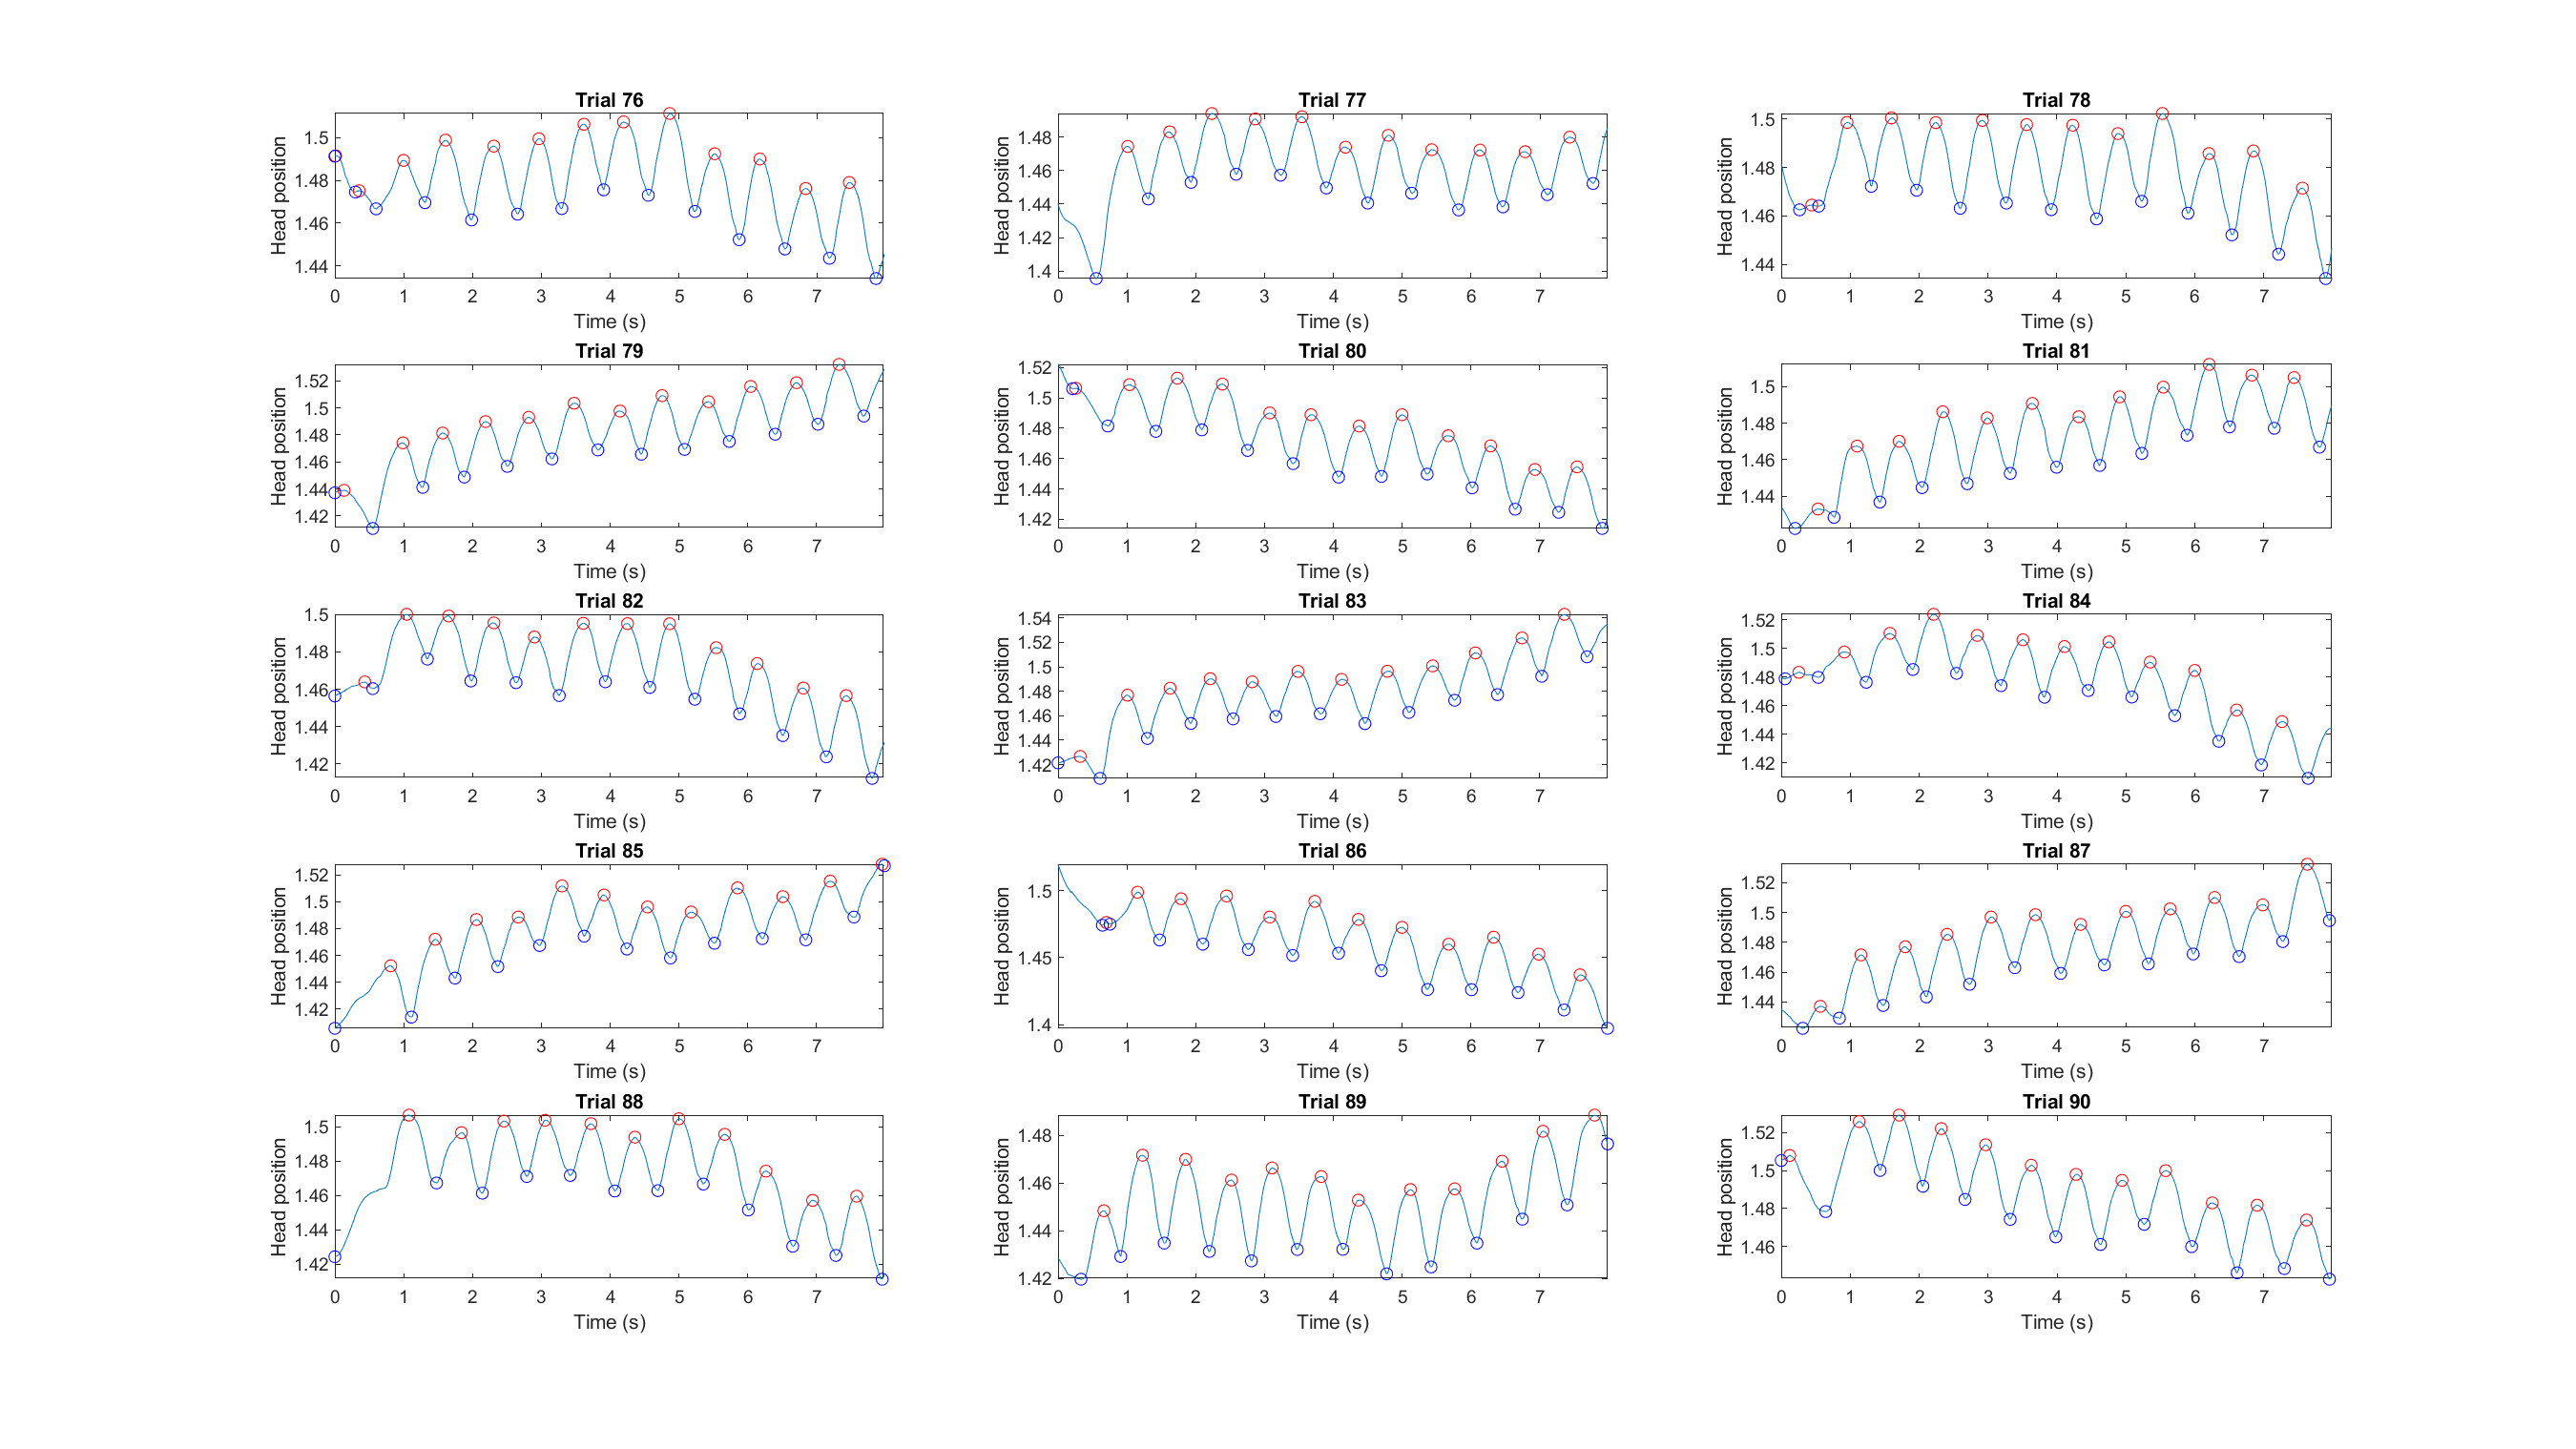 Trial 76
Head position
1.5
1.48
1.46
1.44
0 1 2 3 4 5 6 7
Time (s)
Trial 77
Head position
1.48
1.46
1.44
1.42
1.4
0 1 2 3 4 5 6 7
Time (s)
Trial 78
Head position
1.5
1.48
1.46
1.44
0 1 2 3 4 5 6 7
Time (s)
Trial 79
Head position
1.52
1.5
1.48
1.46
1.44
1.42
0 1 2 3 4 5 6 7
Time (s)
Trial 80
Head position
1.52
1.5
1.48
1.46
1.44
1.42
0 1 2 3 4 5 6 7
Time (s)
Trial 81
Head position
1.5
1.48
1.46
1.44
0 1 2 3 4 5 6 7
Time (s)
Trial 82
Head position
1.5
1.48
1.46
1.44
1.42
0 1 2 3 4 5 6 7
Time (s)
Trial 83
Head position
1.54
1.52
1.5
1.48
1.46
1.44
1.42
0 1 2 3 4 5 6 7
Time (s)
Trial 84
Head position
1.52
1.5
1.48
1.46
1.44
1.42
0 1 2 3 4 5 6 7
Time (s)
Trial 85
Head position
1.52
1.5
1.48
1.46
1.44
1.42
0 1 2 3 4 5 6 7
Time (s)
Trial 86
Head position
1.5
1.45
1.4
0 1 2 3 4 5 6 7
Time (s)
Trial 87
Head position
1.52
1.5
1.48
1.46
1.44
0 1 2 3 4 5 6 7
Time (s)
Trial 88
Head position
1.5
1.48
1.46
1.44
1.42
0 1 2 3 4 5 6 7
Time (s)
Trial 89
Head position
1.48
1.46
1.44
1.42
0 1 2 3 4 5 6 7
Time (s)
Trial 90
Head position
1.52
1.5
1.48
1.46
0 1 2 3 4 5 6 7
Time (s)